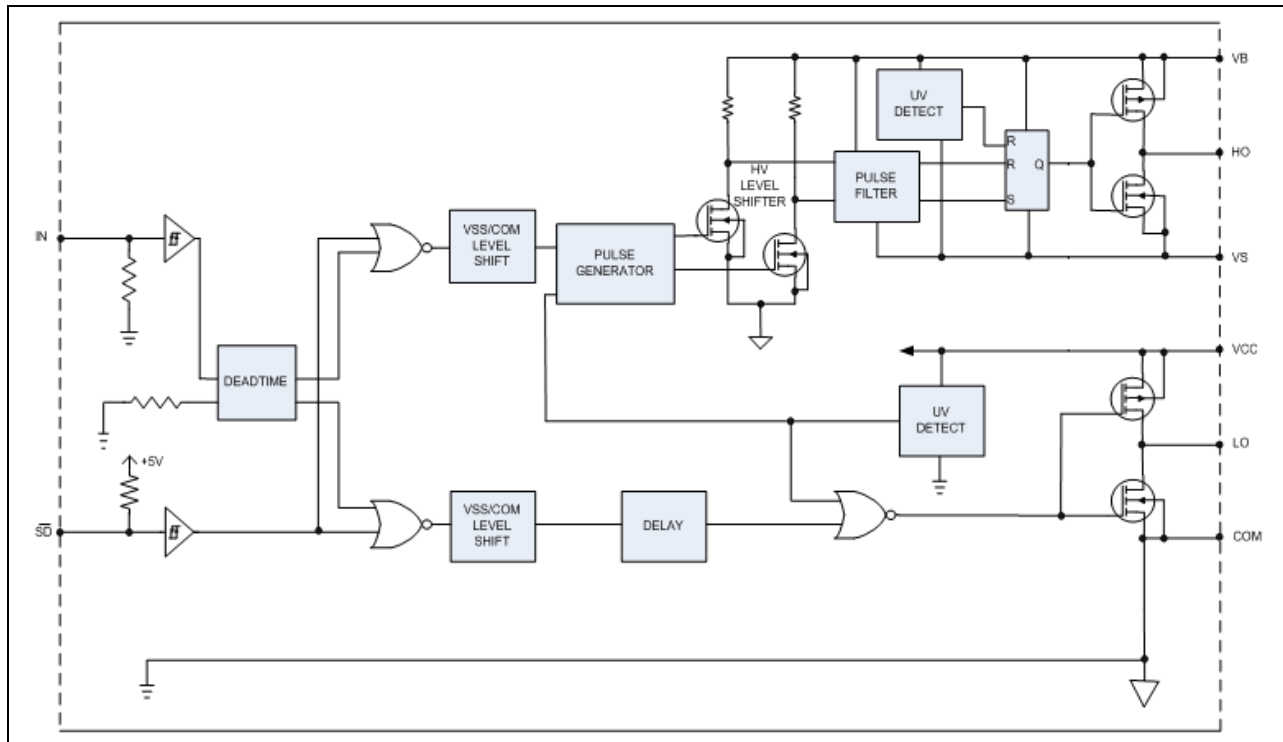 VB
UV
DETECT
R
R
Q
S
HO
HV
LEVEL
SHIFTER
PULSE
FILTER
IN
VSS/COM
LEVEL
SHIFT
PULSE
GENERATOR
VS
VCC
DEADTIME
UV
DETECT
LO
+5V
S̅D̅
VSS/COM
LEVEL
SHIFT
DELAY
COM